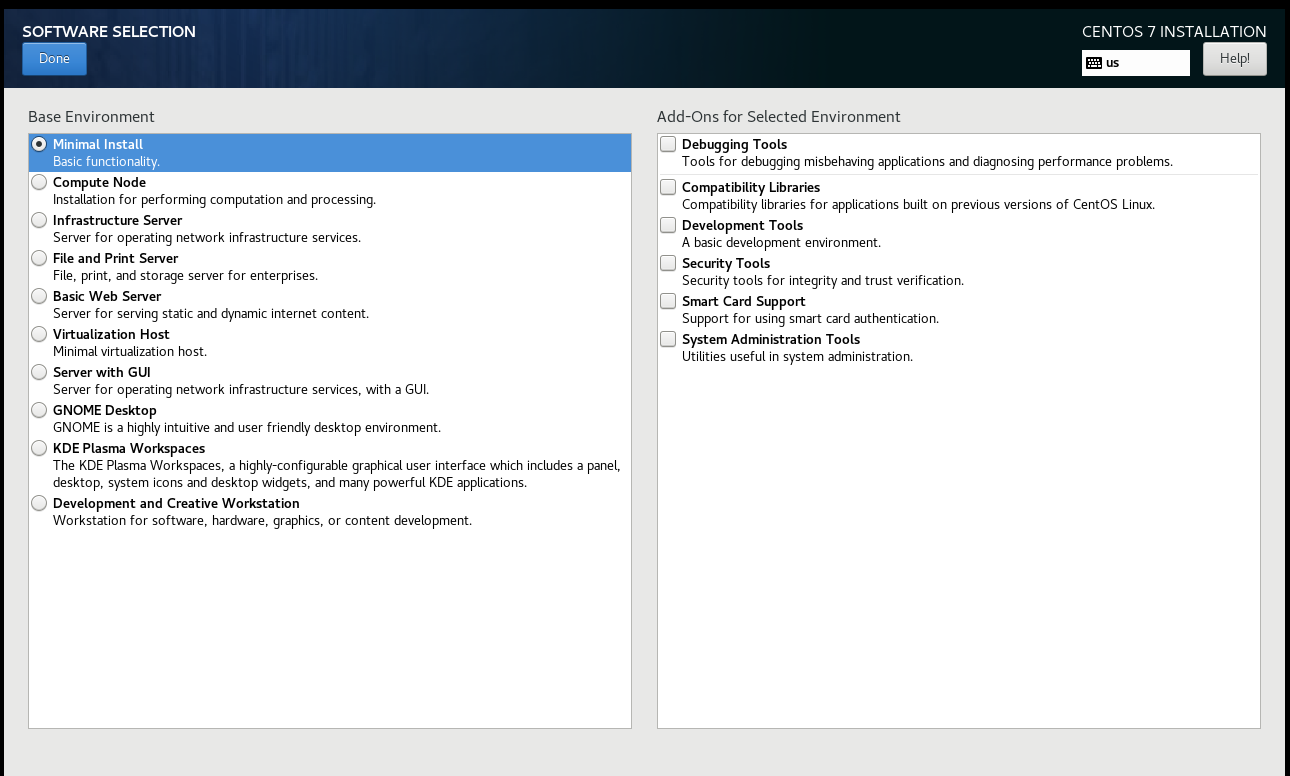 SOFTWARE SELECTION
CENTOS 7 INSTALLATION
Done
us
Help!
Base Environment
Minimal Install
Basic functionality.
Compute Node
Installation for performing computation and processing.
Infrastructure Server
Server for operating network infrastructure services.
File and Print Server
File, print, and storage server for enterprises.
Basic Web Server
Server for serving static and dynamic internet content.
Virtualization Host
Minimal virtualization host.
Server with GUI
Server for operating network infrastructure services, with a GUI.
GNOME Desktop
GNOME is a highly intuitive and user friendly desktop environment.
KDE Plasma Workspaces
The KDE Plasma Workspaces, a highly-configurable graphical user interface which includes a panel,
desktop, system icons and desktop widgets, and many powerful KDE applications.
Development and Creative Workstation
Workstation for software, hardware, graphics, or content development.
Add-Ons for Selected Environment
Debugging Tools
Tools for debugging misbehaving applications and diagnosing performance problems.
Compatibility Libraries
Compatibility libraries for applications built on previous versions of CentOS Linux.
Development Tools
A basic development environment.
Security Tools
Security tools for integrity and trust verification.
Smart Card Support
Support for using smart card authentication.
System Administration Tools
Utilities useful in system administration.